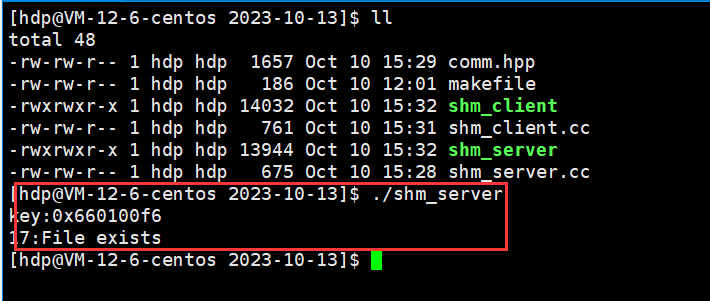 [hdp@VM-12-6-centos 2023-10-13]$ ll
total 48
-rw-rw-r-- 1 hdp hdp  1657 Oct 10 15:29 comm.hpp
-rw-rw-r-- 1 hdp hdp   186 Oct 10 12:01 makefile
-rwxrwxr-x 1 hdp hdp 14032 Oct 10 15:32 shm_client
-rw-rw-r-- 1 hdp hdp   761 Oct 10 15:31 shm_client.cc
-rwxrwxr-x 1 hdp hdp 13944 Oct 10 15:32 shm_server
-rw-rw-r-- 1 hdp hdp   675 Oct 10 15:28 shm_server.cc
[hdp@VM-12-6-centos 2023-10-13]$ ./shm_server
key:0x660100f6
17:File exists
[hdp@VM-12-6-centos 2023-10-13]$